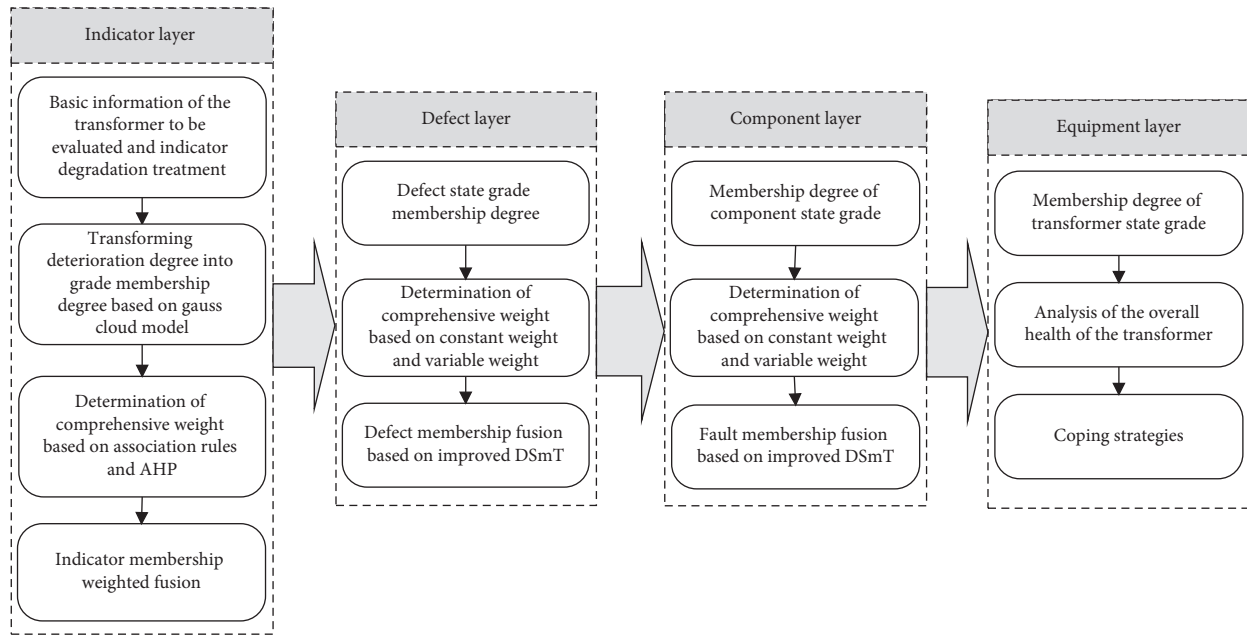 Indicator layer
Basic information of the
transformer to be
evaluated and indicator
degradation treatment
Transforming
deterioration degree into
grade membership
degree based on gauss
cloud model
Determination of
comprehensive weight
based on association rules
and AHP
Indicator membership
weighted fusion
Defect layer
Defect state grade
membership degree
Determination of
comprehensive weight
based on constant weight
and variable weight
Defect membership fusion
based on improved DSmT
Component layer
Membership degree of
component state grade
Determination of
comprehensive weight
based on constant weight
and variable weight
Fault membership fusion
based on improved DSmT
Equipment layer
Membership degree of
transformer state grade
Analysis of the overall
health of the transformer
Coping strategies